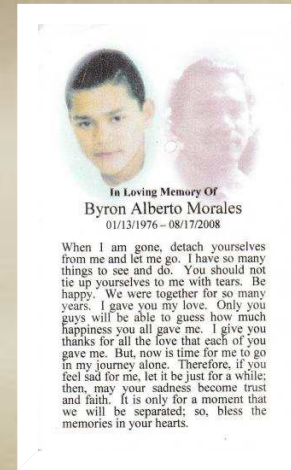 In Loving Memory Of
Byron Alberto Morales
01/13/1976 – 08/17/2008
When I am gone, detach yourselves
from me and let me go. I have so many
things to see and do. You should not
tie up yourselves to me with tears. Be
happy. We were together for so many
years. I gave you my love. Only you
guys will be able to guess how much
happiness you all gave me. I give you
thanks for all the love that each of you
gave me. But, now is time for me to go
in my journey alone. Therefore, if you
feel sad for me, let it be just for a while;
then, may your sadness become trust
and faith. It is only for a moment that
we will be separated; so, bless the
memories in your hearts.